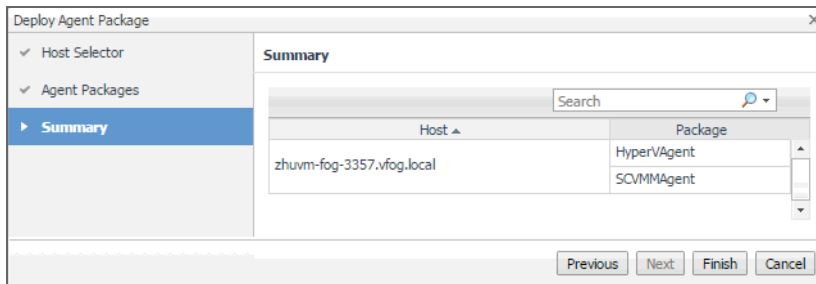 Deploy Agent Package
Host Selector
Agent Packages
Summary
Summary
Search
Host Package
zhuvm-fog-3357.vfog.local
HyperVAgent
SCVMMAgent
Previous Next Finish Cancel